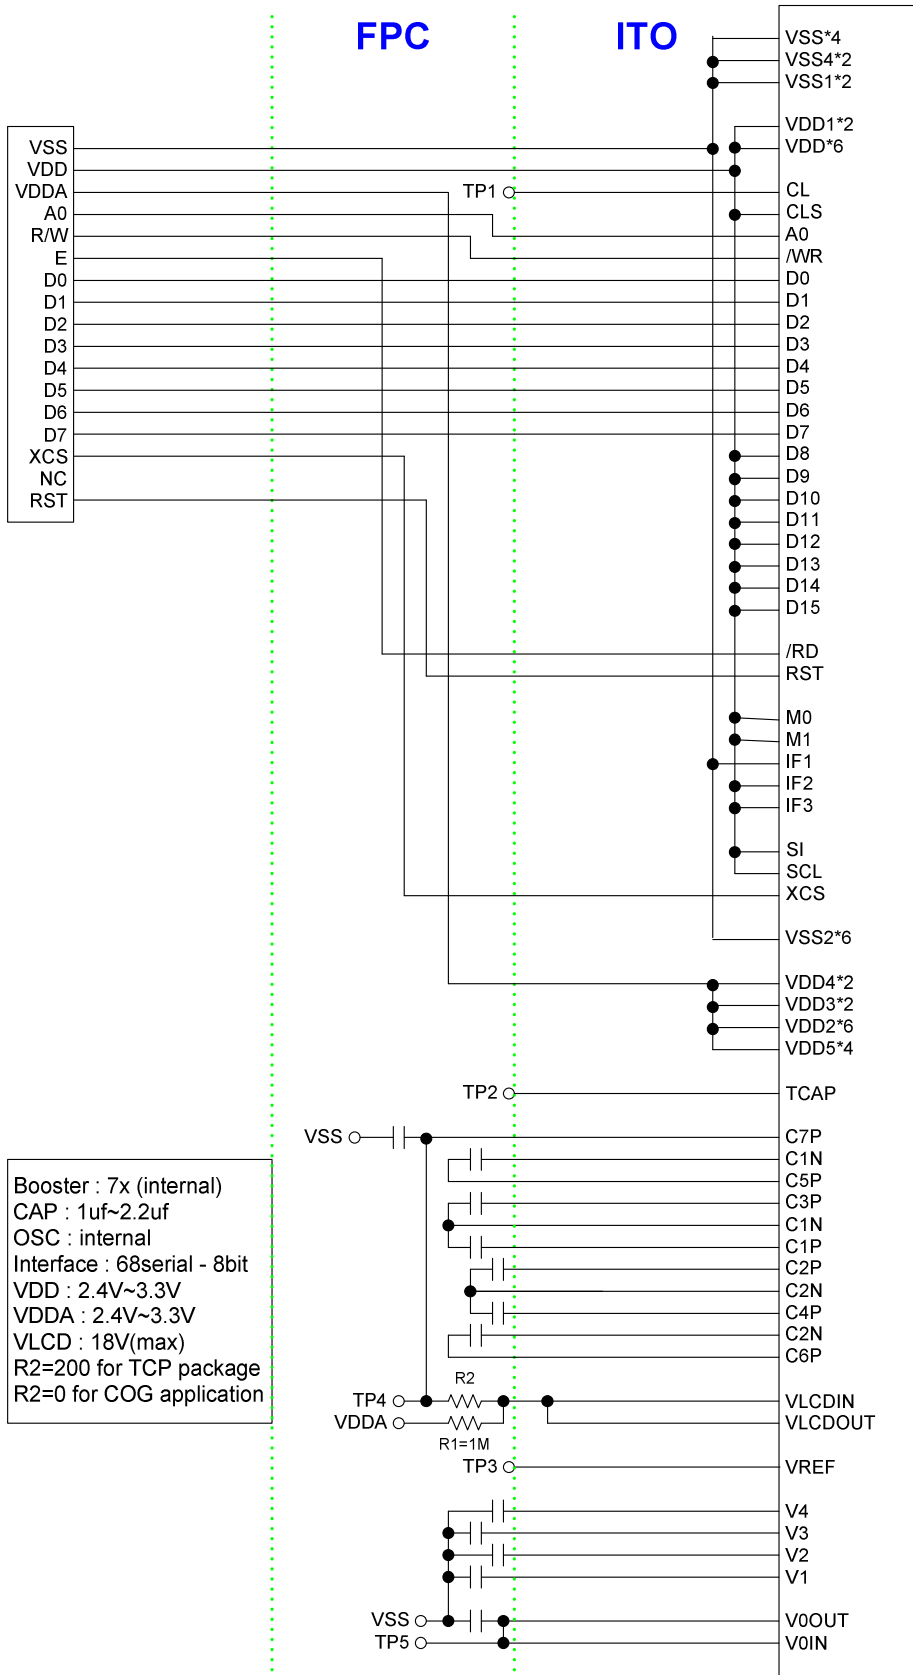 FPC
ITO
VSS
VDD
VDDA
A0
R/W
E
D0
D1
D2
D3
D4
D5
D6
D7
XCS
NC
RST
TP1
VSS*4
VSS4*2
VSS1*2
VDD1*2
VDD*6
CL
CLS
A0
/WR
D0
D1
D2
D3
D4
D5
D6
D7
D8
D9
D10
D11
D12
D13
D14
D15
/RD
RST
M0
M1
IF1
IF2
IF3
SI
SCL
XCS
VSS2*6
VDD4*2
VDD3*2
VDD2*6
VDD5*4
TP2
TCAP
VSS
C7P
C1N
C5P
C3P
C1N
C1P
C2P
C2N
C4P
C2N
C6P
Booster : 7x (internal)
CAP : 1uf~2.2uf
OSC : internal
Interface : 68serial - 8bit
VDD : 2.4V~3.3V
VDDA : 2.4V~3.3V
VLCD : 18V(max)
R2=200 for TCP package
R2=0 for COG application
R2
TP4
VLCDIN
VDDA
VLCDOUT
R1=1M
TP3
VREF
V4
V3
V2
V1
VSS
V0OUT
TP5
V0IN